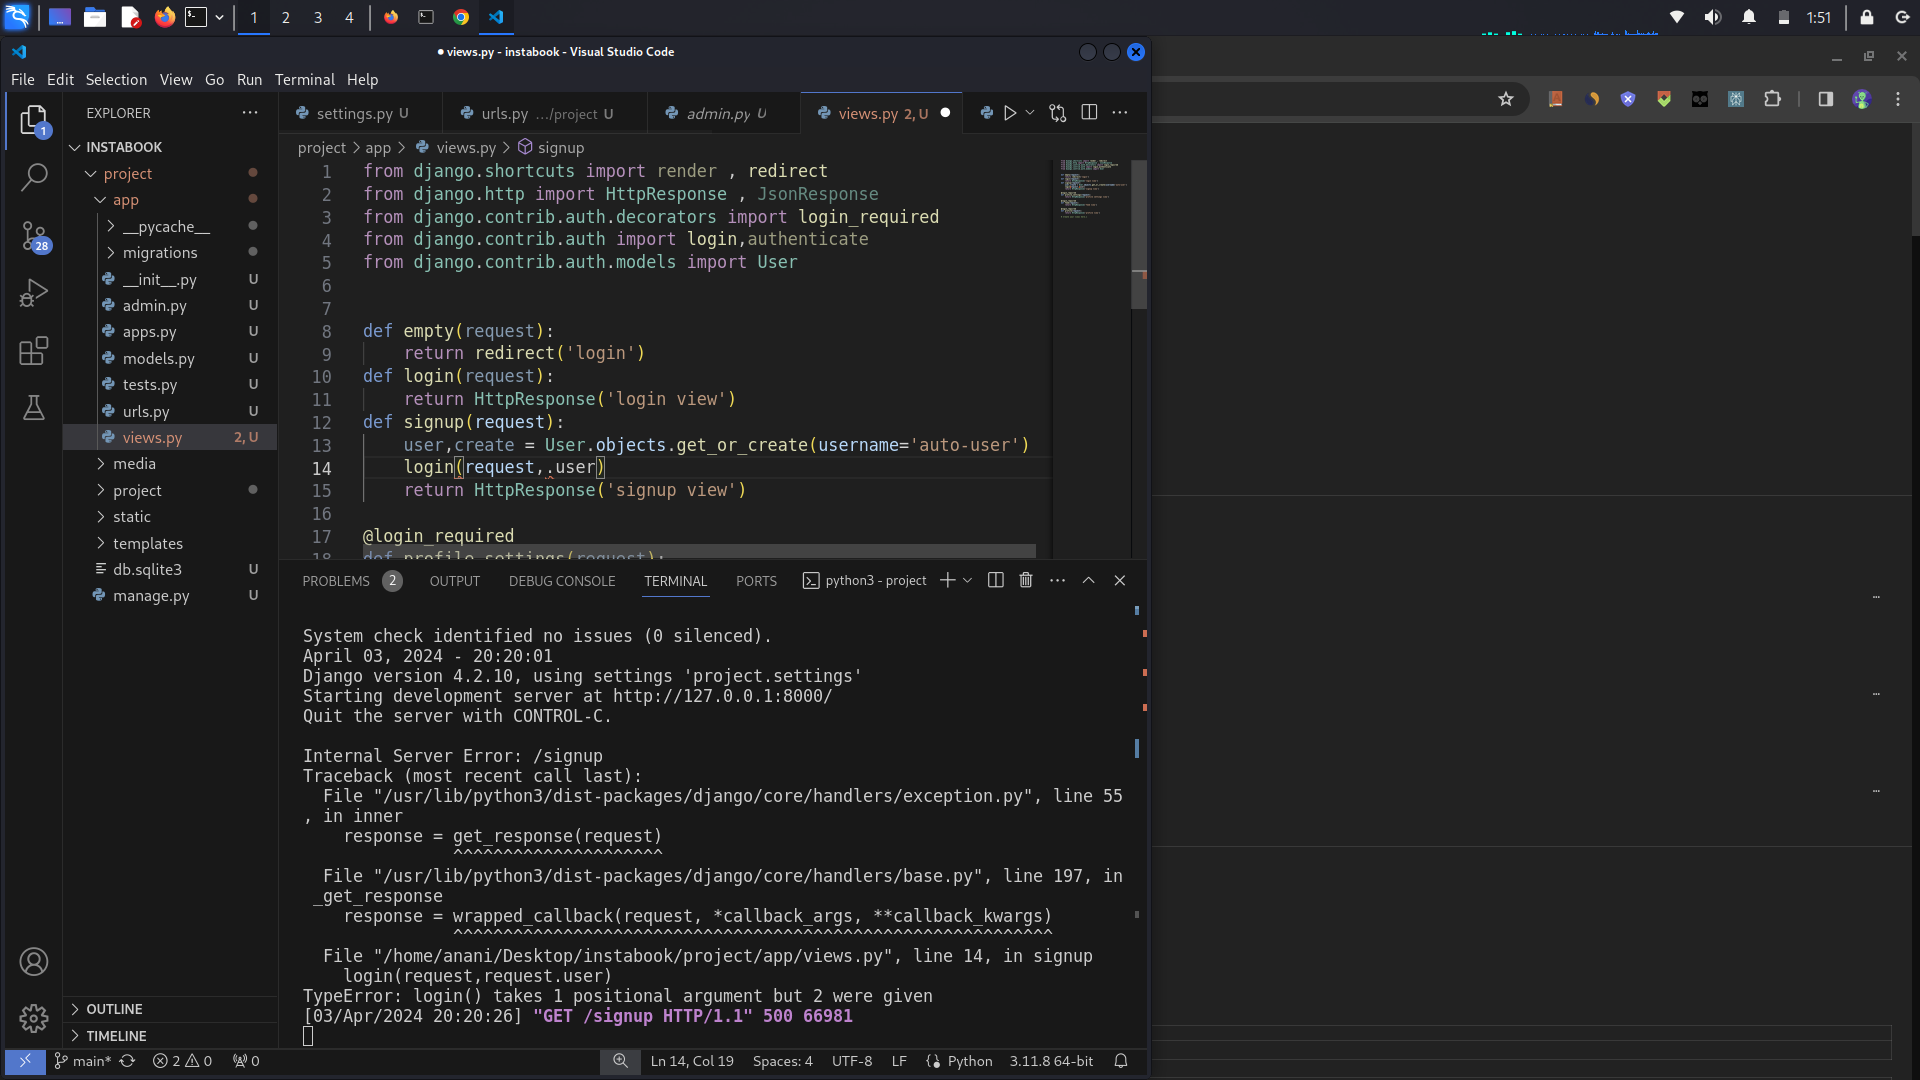 1
2
3
4
1:51
views.py - instabook - Visual Studio Code
File Edit Selection View Go Run Terminal Help
1
28
EXPLORER
INSTABOOK
project
app
__pycache__
migrations
__init__.py U
admin.py U
apps.py U
models.py U
tests.py U
urls.py U
views.py 2, U
media
project
static
templates
db.sqlite3 U
manage.py U
OUTLINE
TIMELINE
settings.py U
urls.py .../project U
admin.py U
views.py 2, U
project > app > views.py > signup
1 from django.shortcuts import render , redirect
2 from django.http import HttpResponse , JsonResponse
3 from django.contrib.auth.decorators import login_required
4 from django.contrib.auth import login,authenticate
5 from django.contrib.auth.models import User
6
7
8 def empty(request):
9     return redirect('login')
10 def login(request):
11     return HttpResponse('login view')
12 def signup(request):
13     user,create = User.objects.get_or_create(username='auto-user')
14     login(request,.user)
15     return HttpResponse('signup view')
16
17 @login_required
18 def profile_settings(request):
PROBLEMS 2 OUTPUT DEBUG CONSOLE TERMINAL PORTS python3 - project
System check identified no issues (0 silenced).
April 03, 2024 - 20:20:01
Django version 4.2.10, using settings 'project.settings'
Starting development server at http://127.0.0.1:8000/
Quit the server with CONTROL-C.
Internal Server Error: /signup
Traceback (most recent call last):
  File "/usr/lib/python3/dist-packages/django/core/handlers/exception.py", line 55
, in inner
    response = get_response(request)
               ^^^^^^^^^^^^^^^^^^^^^
  File "/usr/lib/python3/dist-packages/django/core/handlers/base.py", line 197, in
 _get_response
    response = wrapped_callback(request, *callback_args, **callback_kwargs)
               ^^^^^^^^^^^^^^^^^^^^^^^^^^^^^^^^^^^^^^^^^^^^^^^^^^^^^^^^^^^^
  File "/home/anani/Desktop/instabook/project/app/views.py", line 14, in signup
    login(request,request.user)
TypeError: login() takes 1 positional argument but 2 were given
[03/Apr/2024 20:20:26] "GET /signup HTTP/1.1" 500 66981
main* 2 0 0 Ln 14, Col 19 Spaces: 4 UTF-8 LF Python 3.11.8 64-bit